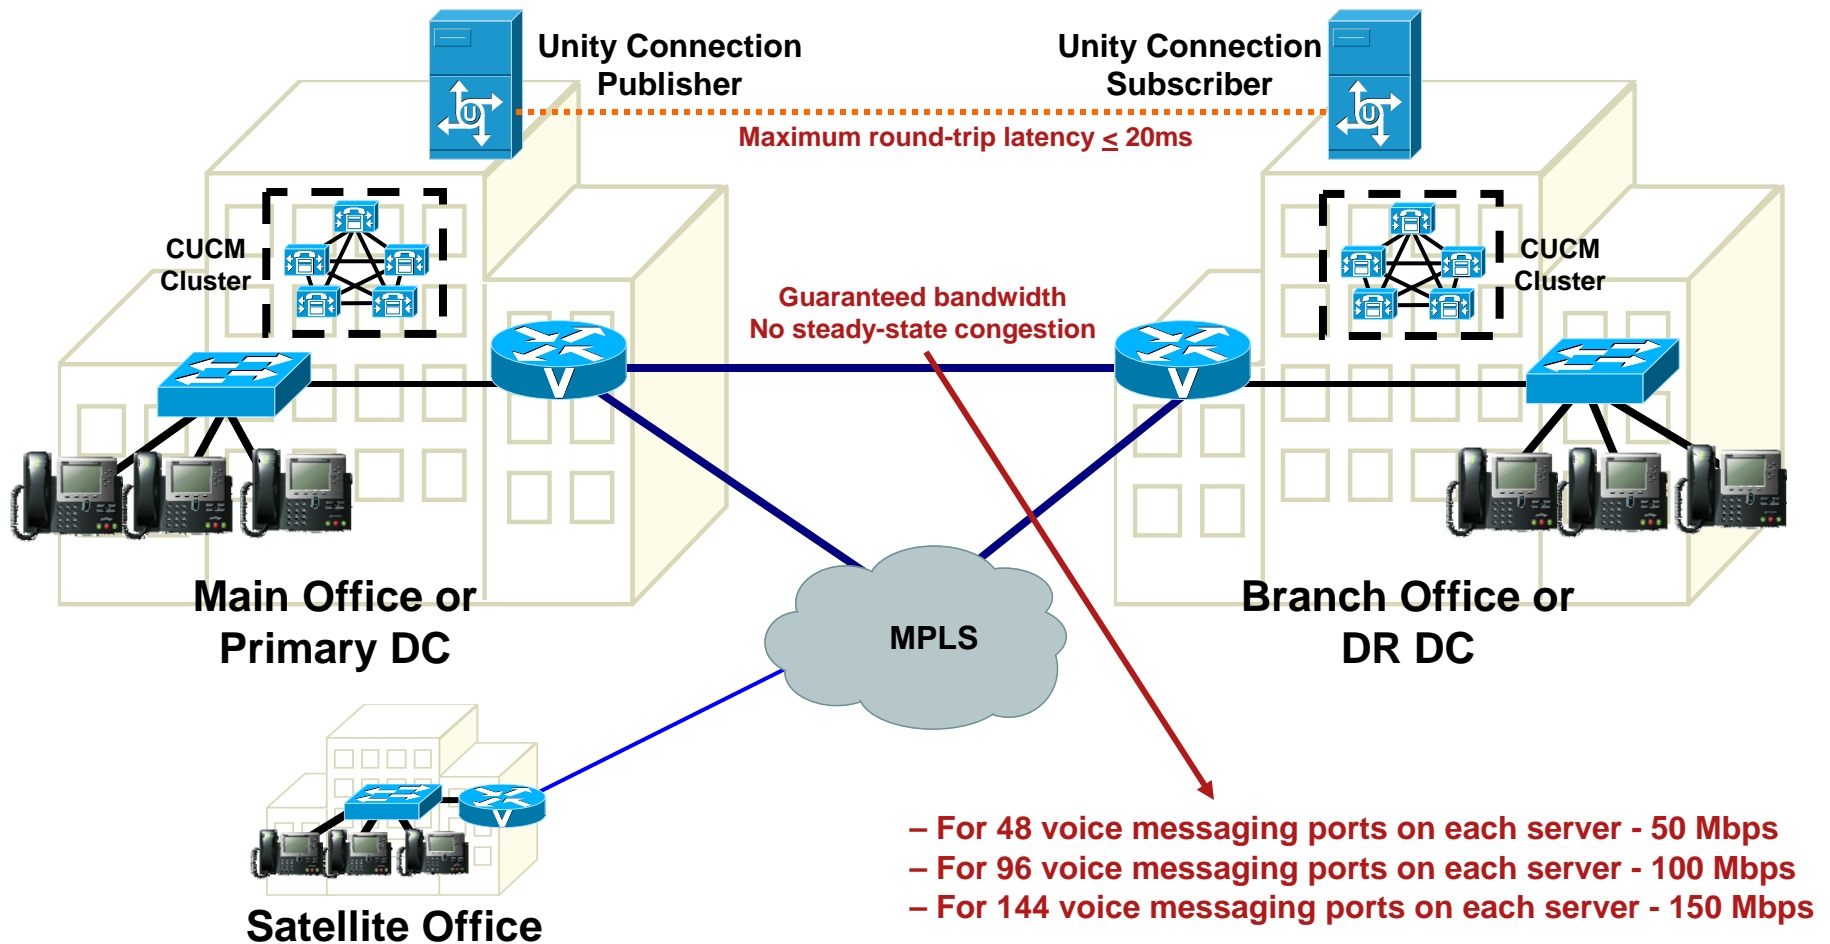 Unity Connection
Publisher
Unity Connection
Subscriber
Maximum round-trip latency ≤ 20ms
CUCM
Cluster
CUCM
Cluster
Guaranteed bandwidth
No steady-state congestion
V
V
Main Office or
Primary DC
Branch Office or
DR DC
MPLS
V
Satellite Office
– For 48 voice messaging ports on each server - 50 Mbps
– For 96 voice messaging ports on each server - 100 Mbps
– For 144 voice messaging ports on each server - 150 Mbps
U
U